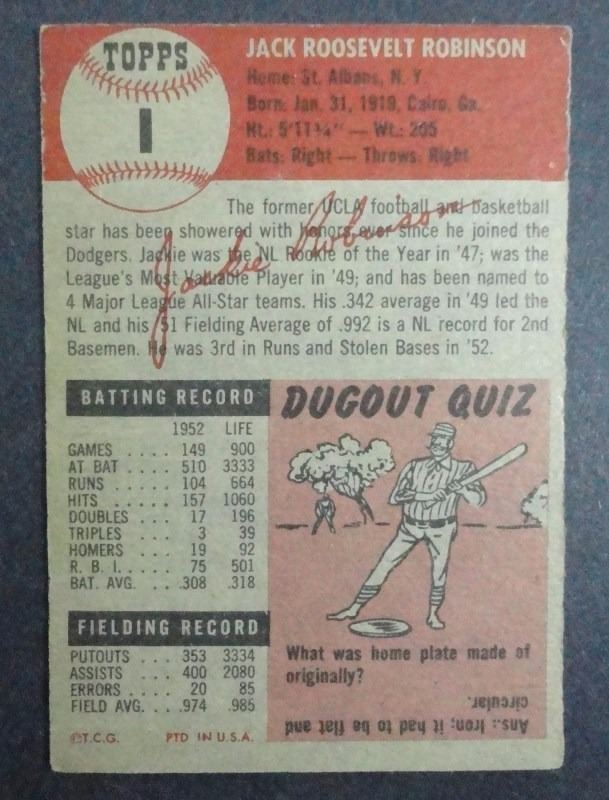 TOPPS
1
JACK ROOSEVELT ROBINSON
Home: St. Albans, N. Y.
Born: Jan. 31, 1919, Cairo, Ga.
Ht.: 5'11¾" — Wt.: 205
Bats: Right — Throws: Right
The former UCLA football and basketball
star has been showered with honors ever since he joined the
Dodgers. Jackie was the NL Rookie of the Year in '47; was the
League's Most Valuable Player in '49; and has been named to
4 Major League All-Star teams. His .342 average in '49 led the
NL and his '51 Fielding Average of .992 is a NL record for 2nd
Basemen. He was 3rd in Runs and Stolen Bases in '52.
Jackie Robinson
BATTING RECORD
1952 LIFE
GAMES .... 149 900
AT BAT .... 510 3333
RUNS ..... 104 664
HITS ...... 157 1060
DOUBLES .. 17 196
TRIPLES ... 3 39
HOMERS ... 19 92
R. B. I. .... 75 501
BAT. AVG. .. .308 .318
FIELDING RECORD
PUTOUTS ... 353 3334
ASSISTS ... 400 2080
ERRORS .... 20 85
FIELD AVG. .. .974 .985
©T.C.G. PTD IN U.S.A.
DUGOUT QUIZ
What was home plate made of
originally?
Ans.: Iron; it had to be flat and
circular.